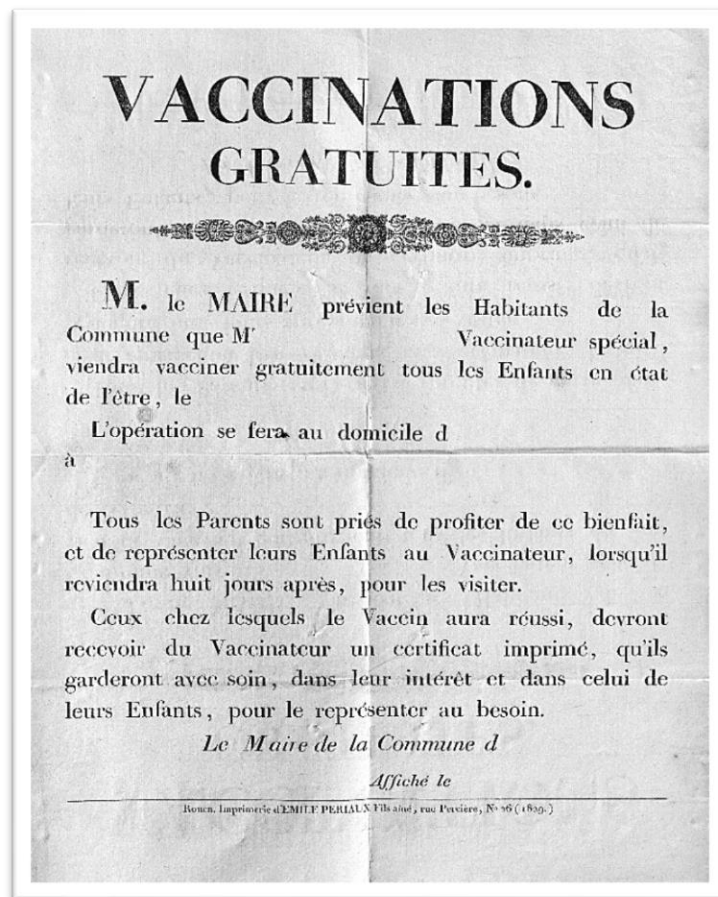 VACCINATIONS
GRATUITES.
M. le MAIRE prévient les Habitants de la
Commune que Mr Vaccinateur spécial,
viendra vacciner gratuitement tous les Enfants en état
de l'être, le
L'opération se fera au domicile d
à
Tous les Parents sont priés de profiter de ce bienfait,
et de représenter leurs Enfants au Vaccinateur, lorsqu'il
reviendra huit jours après, pour les visiter.
Ceux chez lesquels le Vaccin aura réussi, devront
recevoir du Vaccinateur un certificat imprimé, qu'ils
garderont avec soin, dans leur intérêt et dans celui de
leurs Enfants, pour le représenter au besoin.
Le Maire de la Commune d
Affiché le
Rouen, Imprimerie d'EMILE PERIAUX Fils aîné, rue Percière, No 26 (1829.)